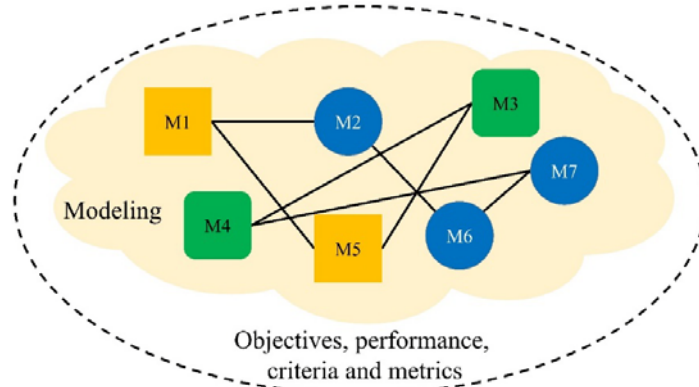 M1
M2
M3
M7
Modeling
M4
M5
M6
Objectives, performance,
criteria and metrics